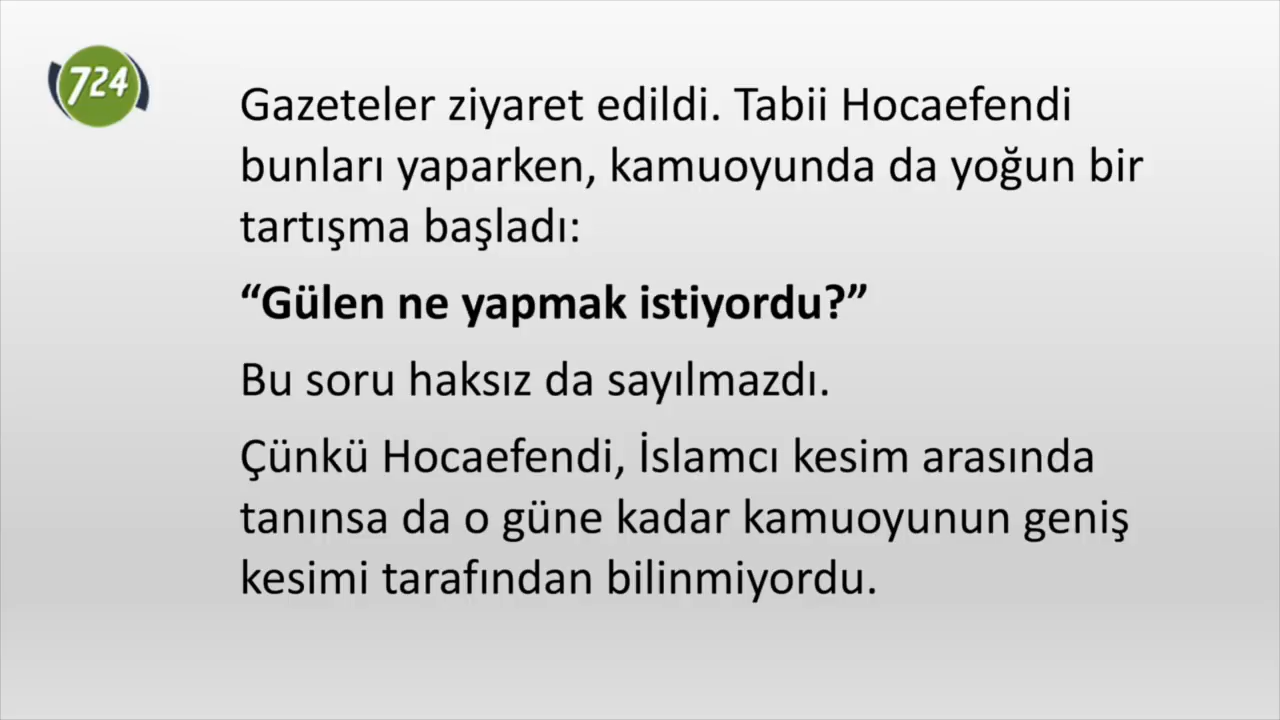 724
Gazeteler ziyaret edildi. Tabii Hocaefendi
bunları yaparken, kamuoyunda da yoğun bir
tartışma başladı:
“Gülen ne yapmak istiyordu?”
Bu soru haksız da sayılmazdı.
Çünkü Hocaefendi, İslamcı kesim arasında
tanınsa da o güne kadar kamuoyunun geniş
kesimi tarafından bilinmiyordu.